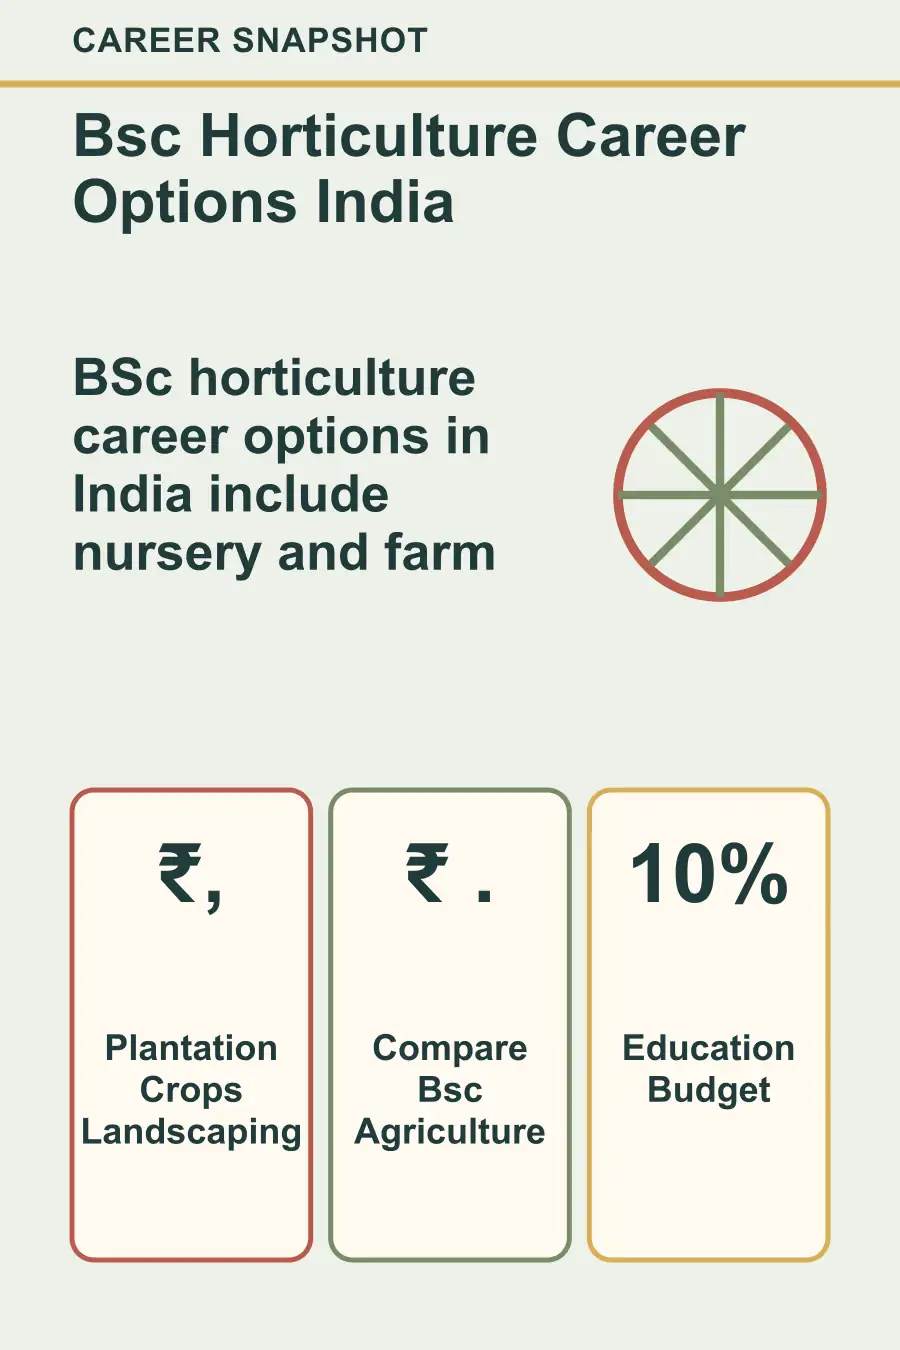 CAREER SNAPSHOT
Bsc Horticulture Career
Options India
BSc horticulture
career options in
India include
nursery and farm
₹,
Plantation
Crops
Landscaping
₹ .
Compare
Bsc
Agriculture
10%
Education
Budget